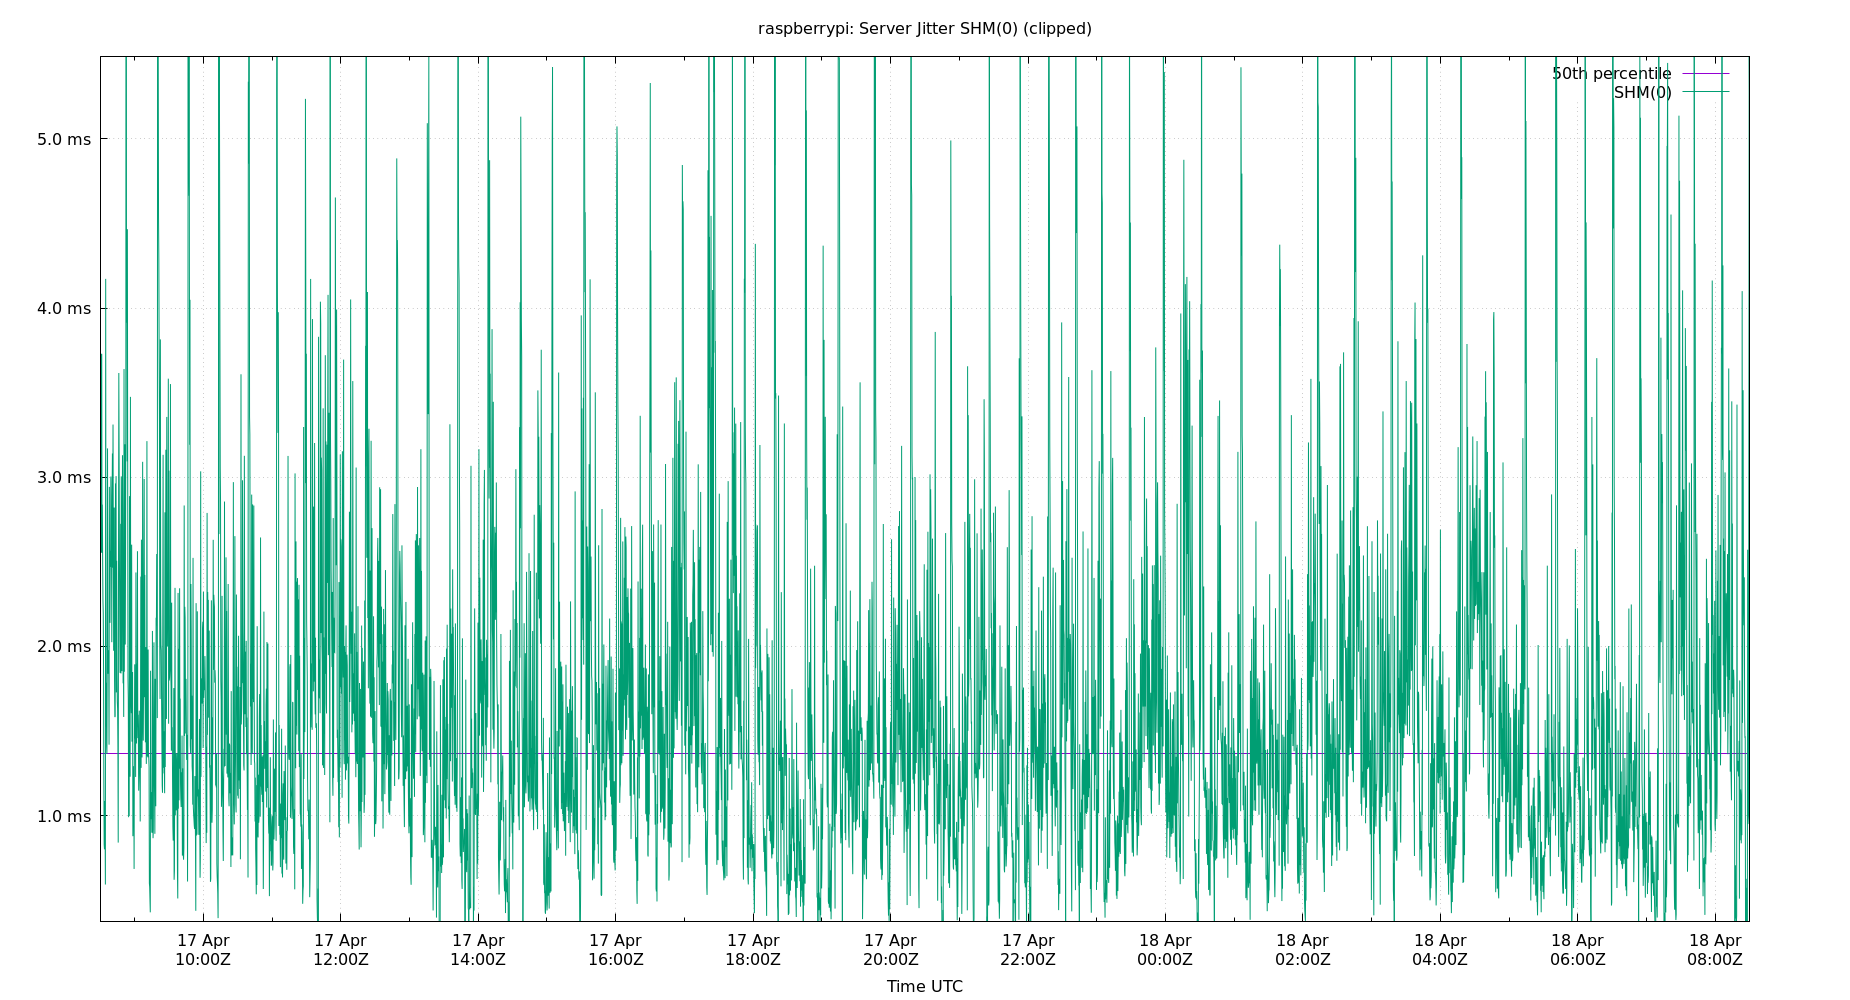 raspberrypi: Server Jitter SHM(0) (clipped)
50th percentile
SHM(0)
5.0 ms
4.0 ms
3.0 ms
2.0 ms
1.0 ms
17 Apr 17 Apr 17 Apr 17 Apr 17 Apr 17 Apr 17 Apr 18 Apr 18 Apr 18 Apr 18 Apr 18 Apr
10:00Z 12:00Z 14:00Z 16:00Z 18:00Z 20:00Z 22:00Z 00:00Z 02:00Z 04:00Z 06:00Z 08:00Z
Time UTC